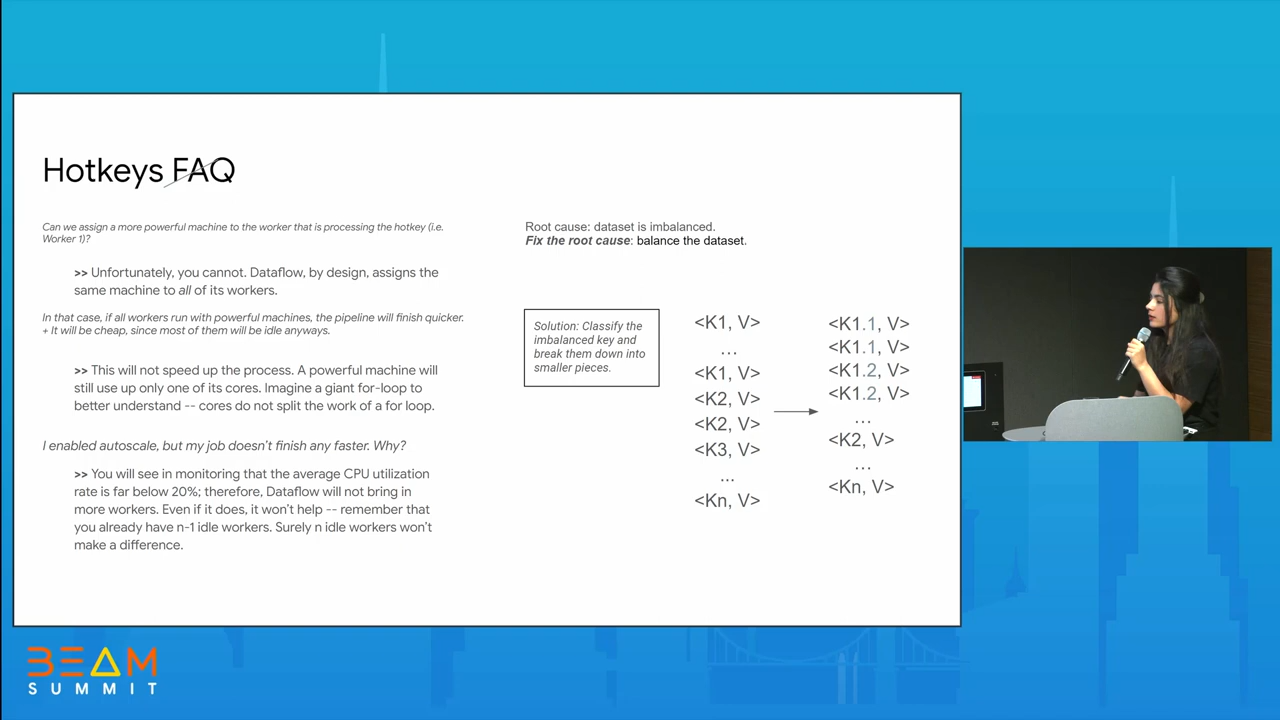 Hotkeys FAQ
Can we assign a more powerful machine to the worker that is processing the hotkey (i.e.
Worker 1)?
>> Unfortunately, you cannot. Dataflow, by design, assigns the
same machine to all of its workers.
In that case, if all workers run with powerful machines, the pipeline will finish quicker.
+ It will be cheap, since most of them will be idle anyways.
>> This will not speed up the process. A powerful machine will
still use up only one of its cores. Imagine a giant for-loop to
better understand -- cores do not split the work of a for loop.
I enabled autoscale, but my job doesn't finish any faster. Why?
>> You will see in monitoring that the average CPU utilization
rate is far below 20%; therefore, Dataflow will not bring in
more workers. Even if it does, it won't help -- remember that
you already have n-1 idle workers. Surely n idle workers won't
make a difference.
Root cause: dataset is imbalanced.
Fix the root cause: balance the dataset.
Solution: Classify the
imbalanced key and
break them down into
smaller pieces.
<K1, V>
...
<K1, V>
<K2, V>
<K2, V>
<K3, V>
...
<Kn, V>
<K1.1, V>
<K1.1, V>
<K1.2, V>
<K1.2, V>
...
<K2, V>
...
<Kn, V>
BEAM
SUMMIT